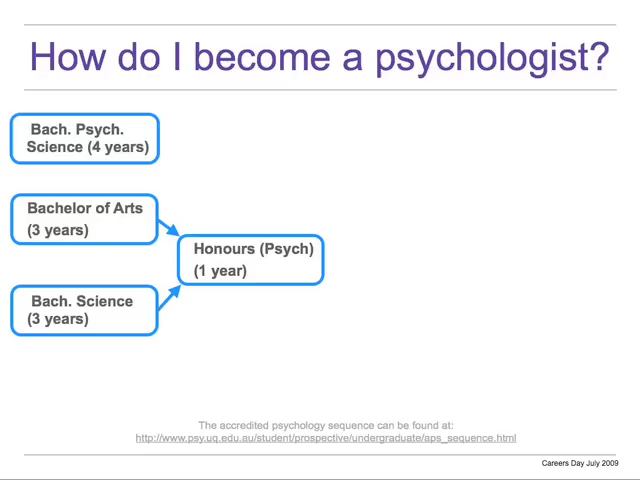 How do I become a psychologist?
Bach. Psych.
Science (4 years)
Bachelor of Arts
(3 years)
Honours (Psych)
(1 year)
Bach. Science
(3 years)
The accredited psychology sequence can be found at:
http://www.psy.uq.edu.au/student/prospective/undergraduate/aps_sequence.html
Careers Day July 2009